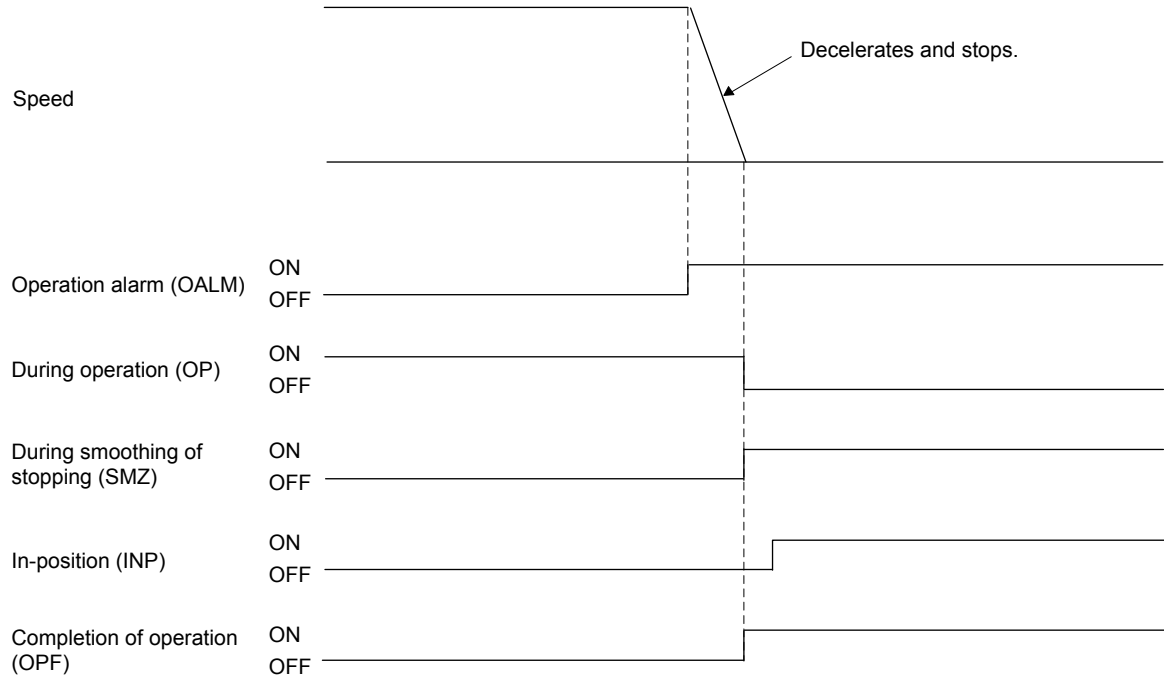 Decelerates and stops.
Speed
Operation alarm (OALM)
ON
OFF
During operation (OP)
ON
OFF
During smoothing of
stopping (SMZ)
ON
OFF
In-position (INP)
ON
OFF
Completion of operation
(OPF)
ON
OFF